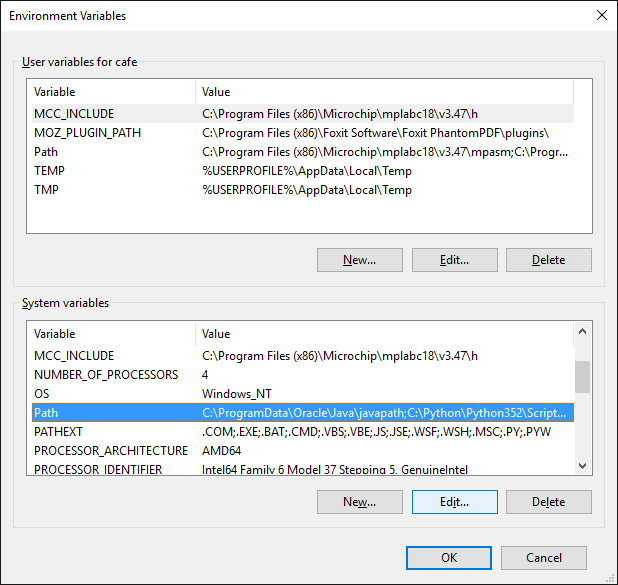 Environment Variables
User variables for cafe
Variable Value
MCC_INCLUDE C:\Program Files (x86)\Microchip\mplabc18\v3.47\h
MOZ_PLUGIN_PATH C:\Program Files (x86)\Foxit Software\Foxit PhantomPDF\plugins\
Path C:\Program Files (x86)\Microchip\mplabc18\v3.47\mpasm;C:\Progr...
TEMP %USERPROFILE%\AppData\Local\Temp
TMP %USERPROFILE%\AppData\Local\Temp
New... Edit... Delete
System variables
Variable Value
MCC_INCLUDE C:\Program Files (x86)\Microchip\mplabc18\v3.47\h
NUMBER_OF_PROCESSORS 4
OS Windows_NT
Path C:\ProgramData\Oracle\Java\javapath;C:\Python\Python352\Script...
PATHEXT .COM;.EXE;.BAT;.CMD;.VBS;.VBE;.JS;.JSE;.WSF;.WSH;.MSC;.PY;.PYW
PROCESSOR_ARCHITECTURE AMD64
PROCESSOR_IDENTIFIER Intel64 Family 6 Model 37 Stepping 5, GenuineIntel
New... Edit... Delete
OK Cancel